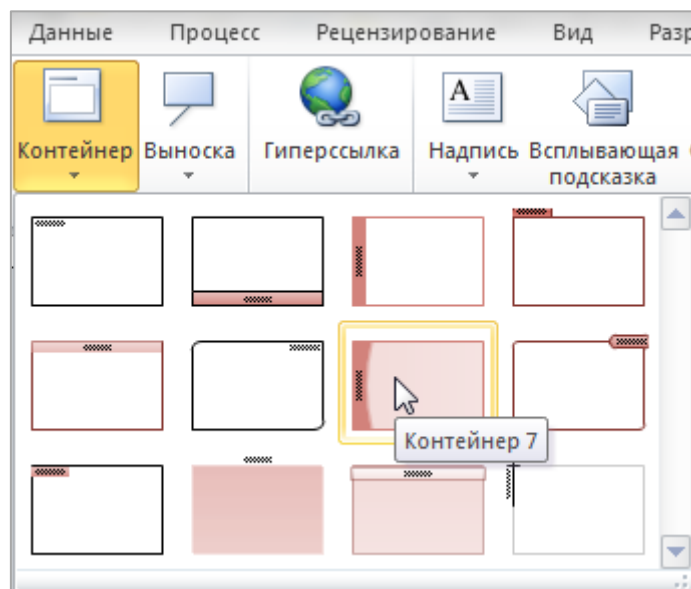 Данные Процесс Рецензирование Вид Разр
Контейнер Выноска Гиперссылка Надпись Всплывающая
подсказка
Контейнер 7